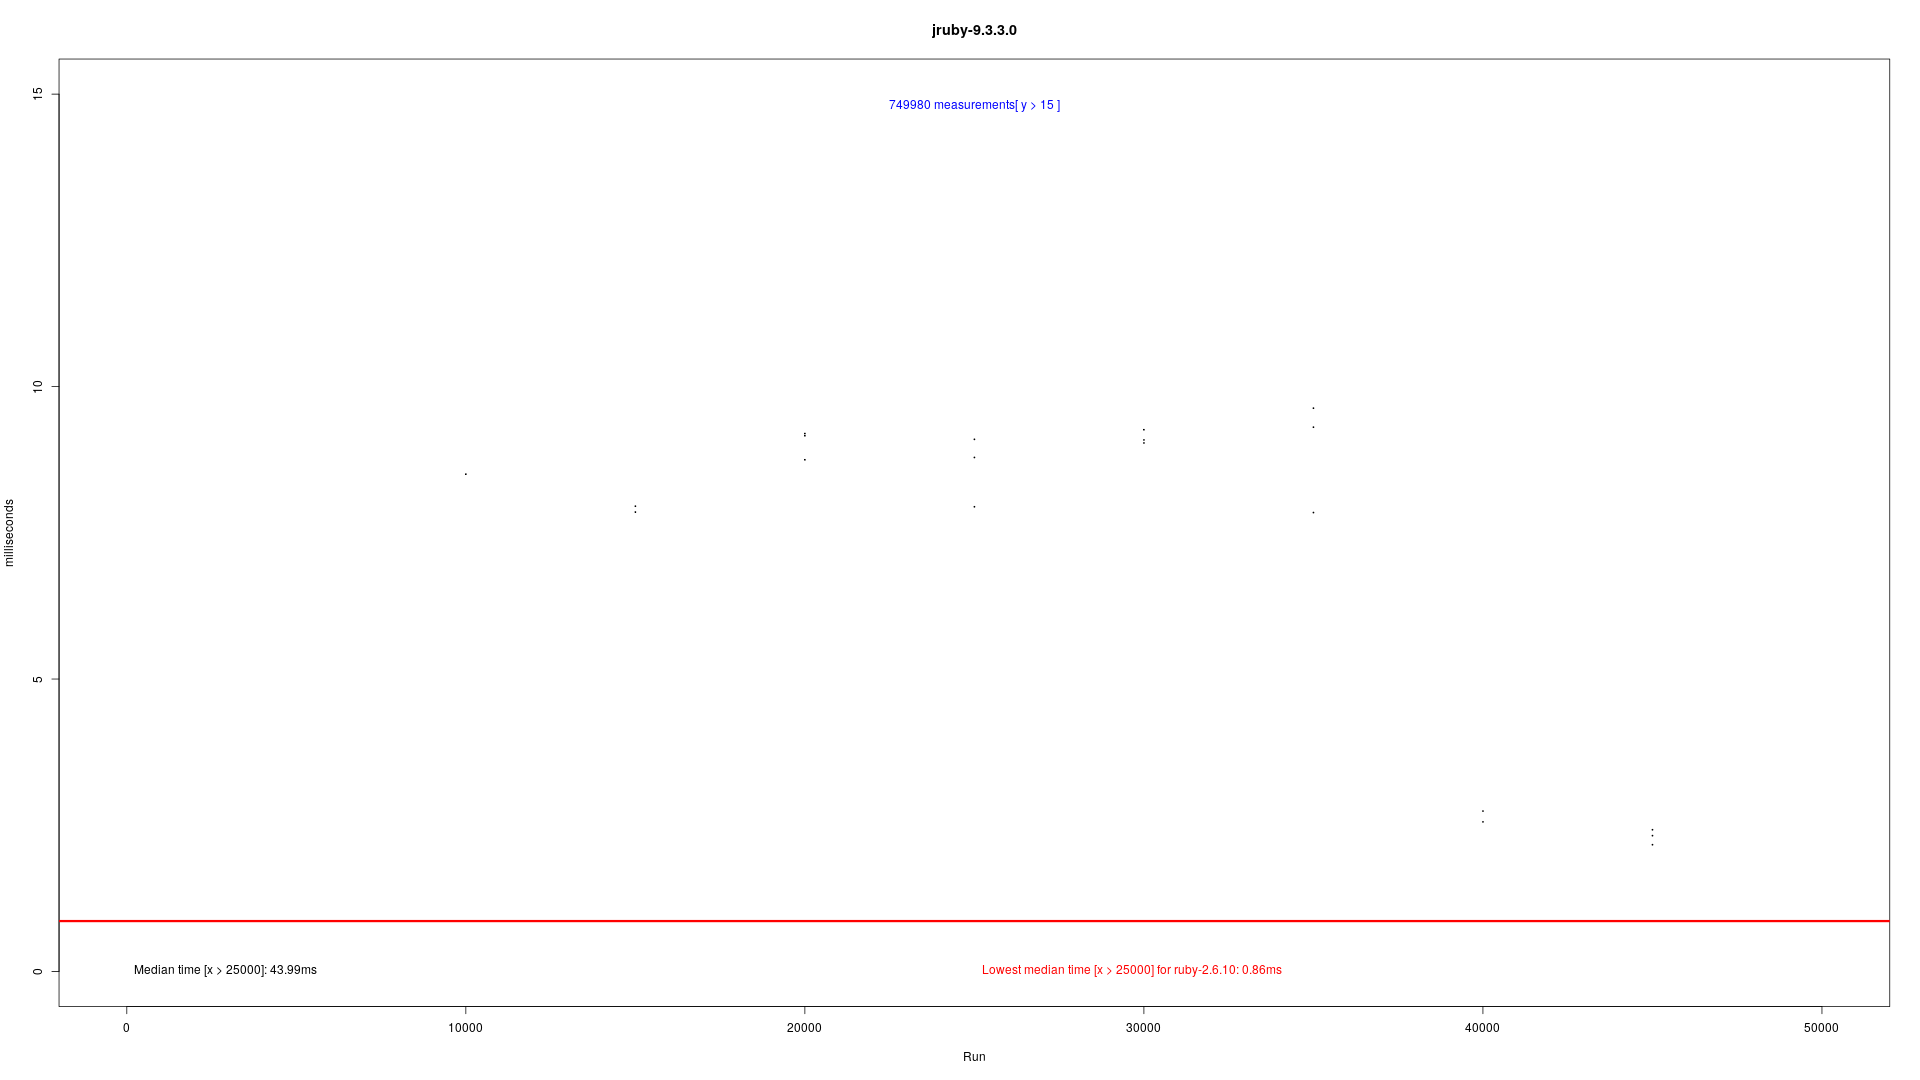 jruby-9.3.3.0
749980 measurements[ y > 15 ]
15
10
5
0
milliseconds
Median time [x > 25000]: 43.99ms
Lowest median time [x > 25000] for ruby-2.6.10: 0.86ms
0
10000
20000
30000
40000
50000
Run